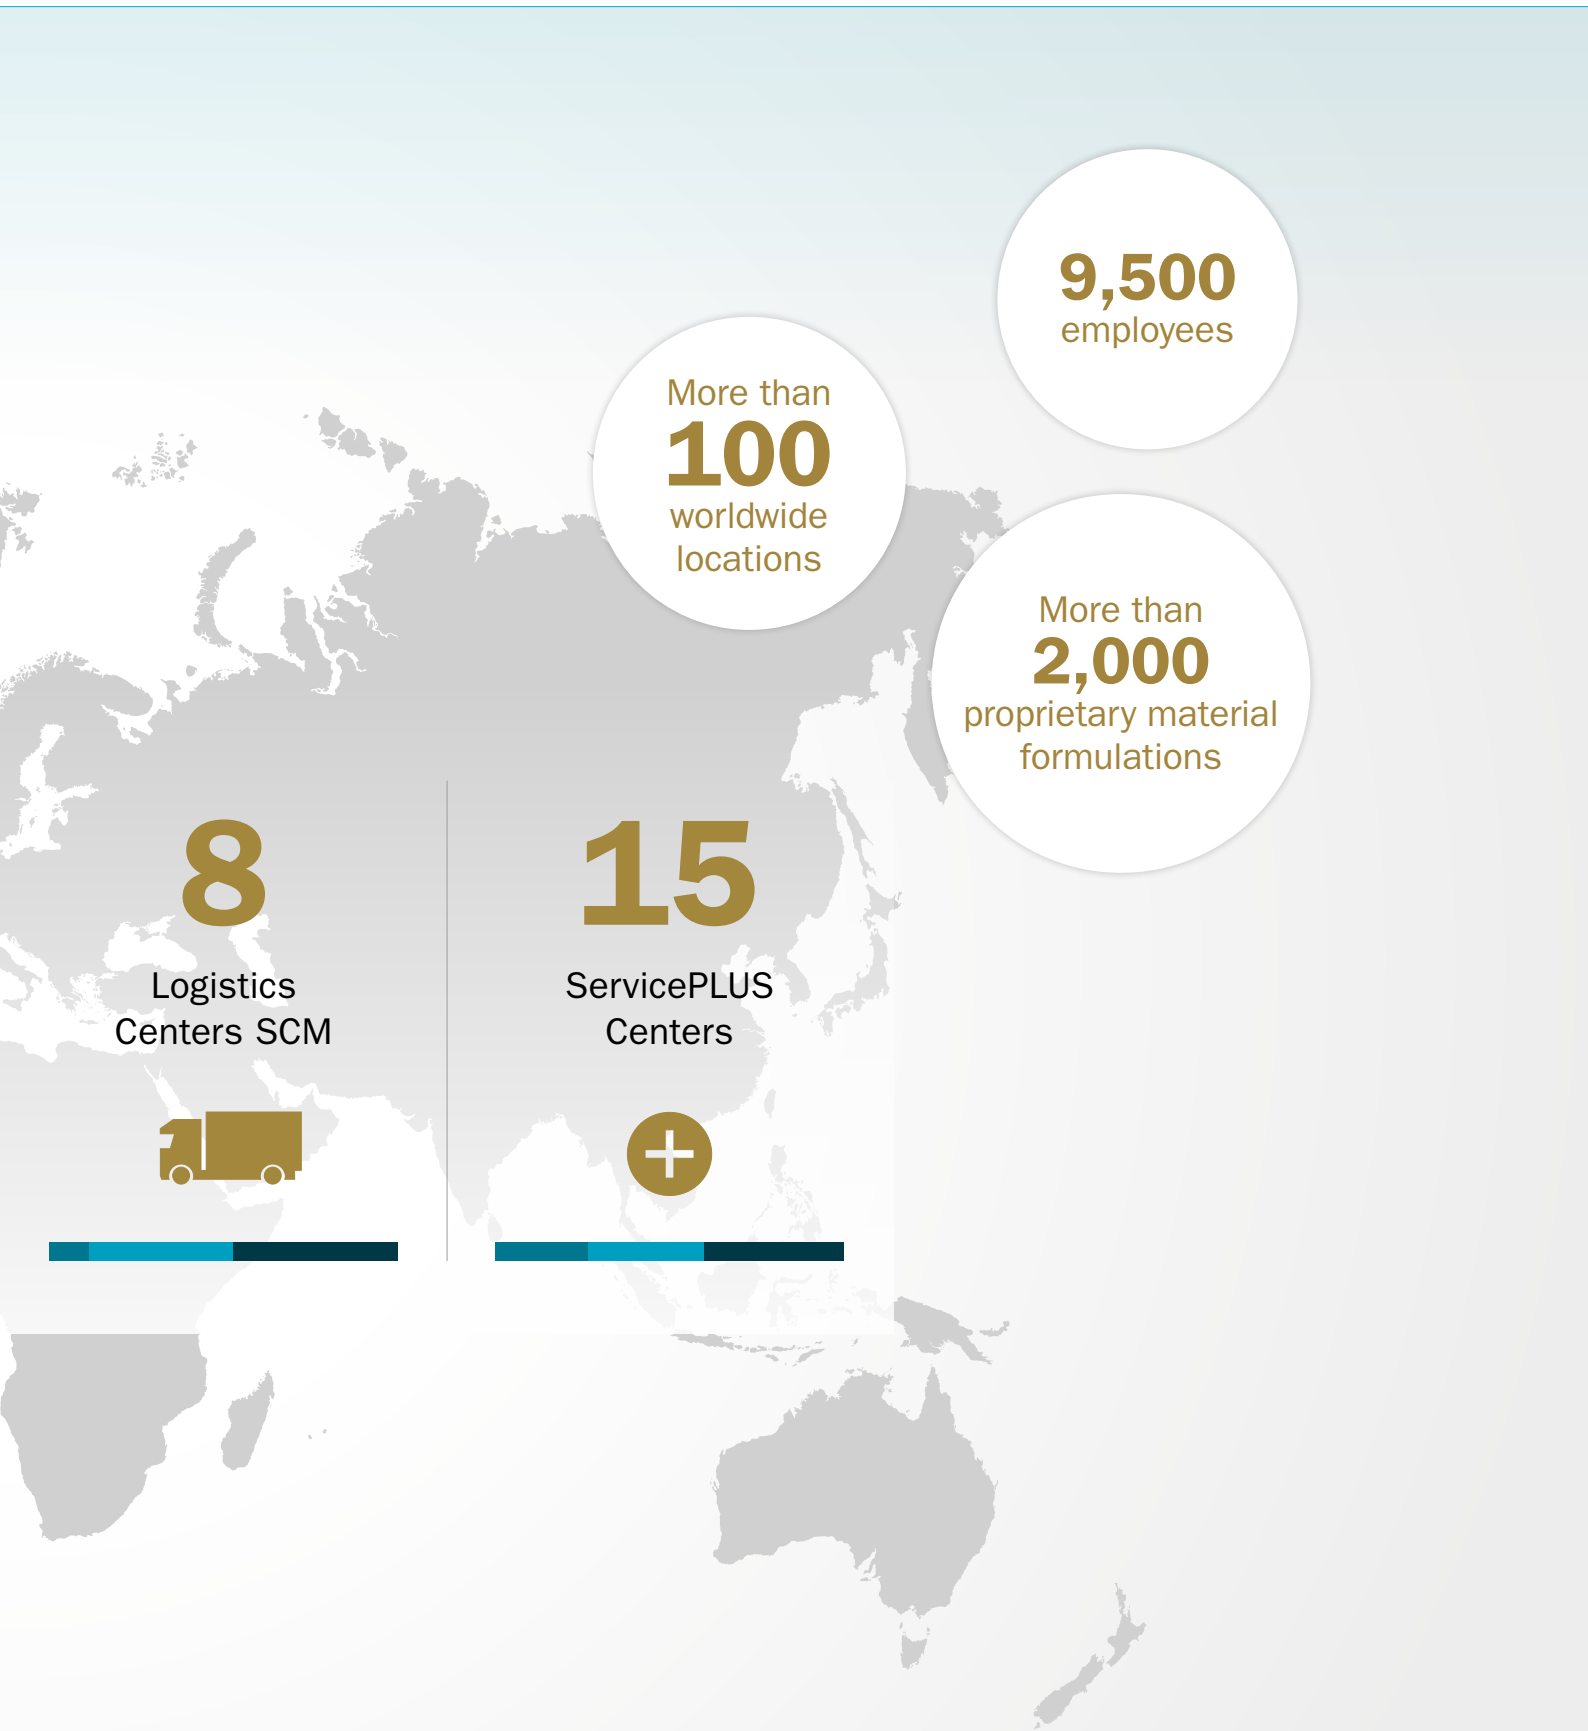 9,500
employees
More than
100
worldwide
locations
More than
2,000
proprietary material
formulations
8
Logistics
Centers SCM
15
ServicePLUS
Centers